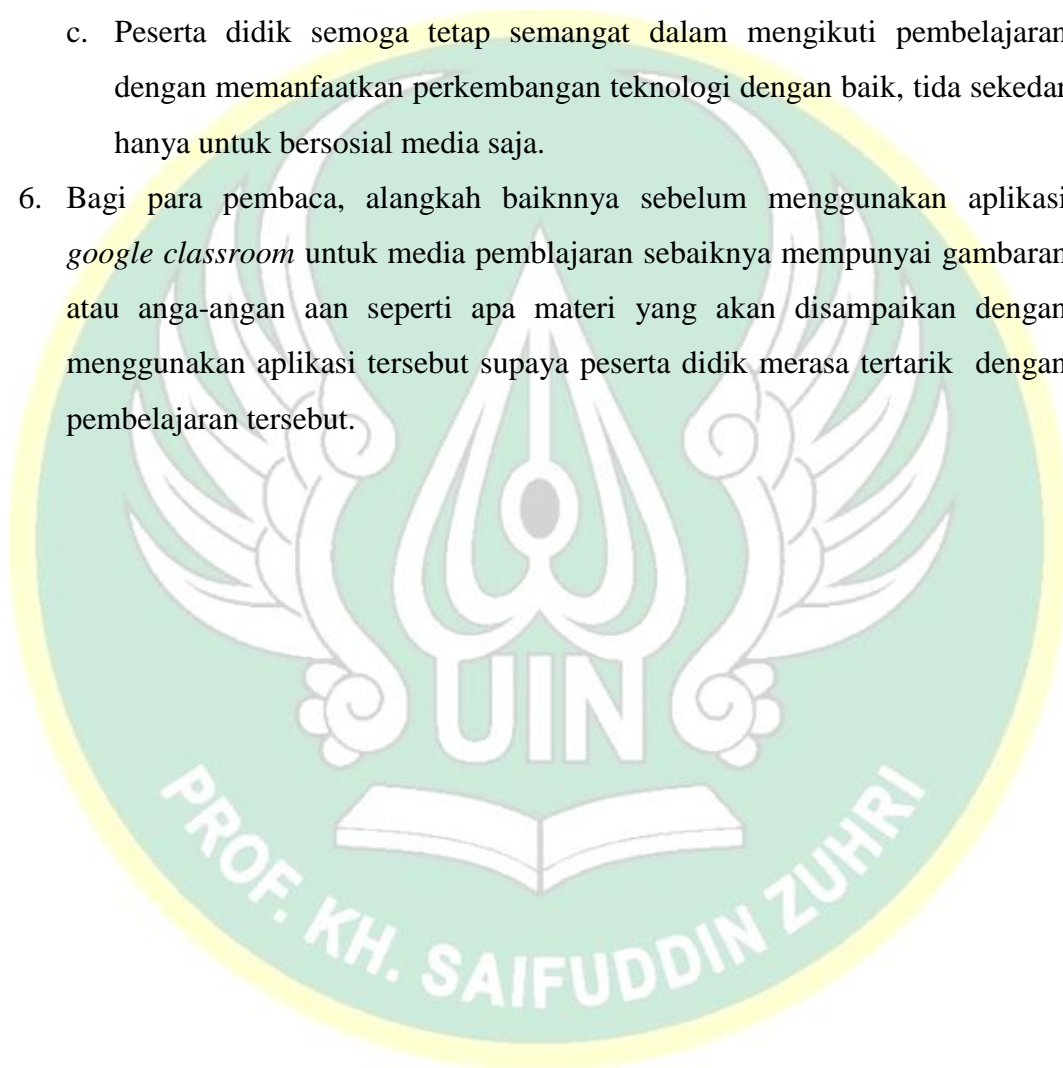 c. Peserta didik semoga tetap semangat dalam mengikuti pembelajaran
dengan memanfaatkan perkembangan teknologi dengan baik, tida sekedar
hanya untuk bersosial media saja.
6. Bagi para pembaca, alangkah baiknnya sebelum menggunakan aplikasi
google classroom untuk media pemblajaran sebaiknya mempunyai gambaran
atau anga-angan aan seperti apa materi yang akan disampaikan dengan
menggunakan aplikasi tersebut supaya peserta didik merasa tertarik dengan
pembelajaran tersebut.
UIN
PROF. KH. SAIFUDDIN ZUHRI